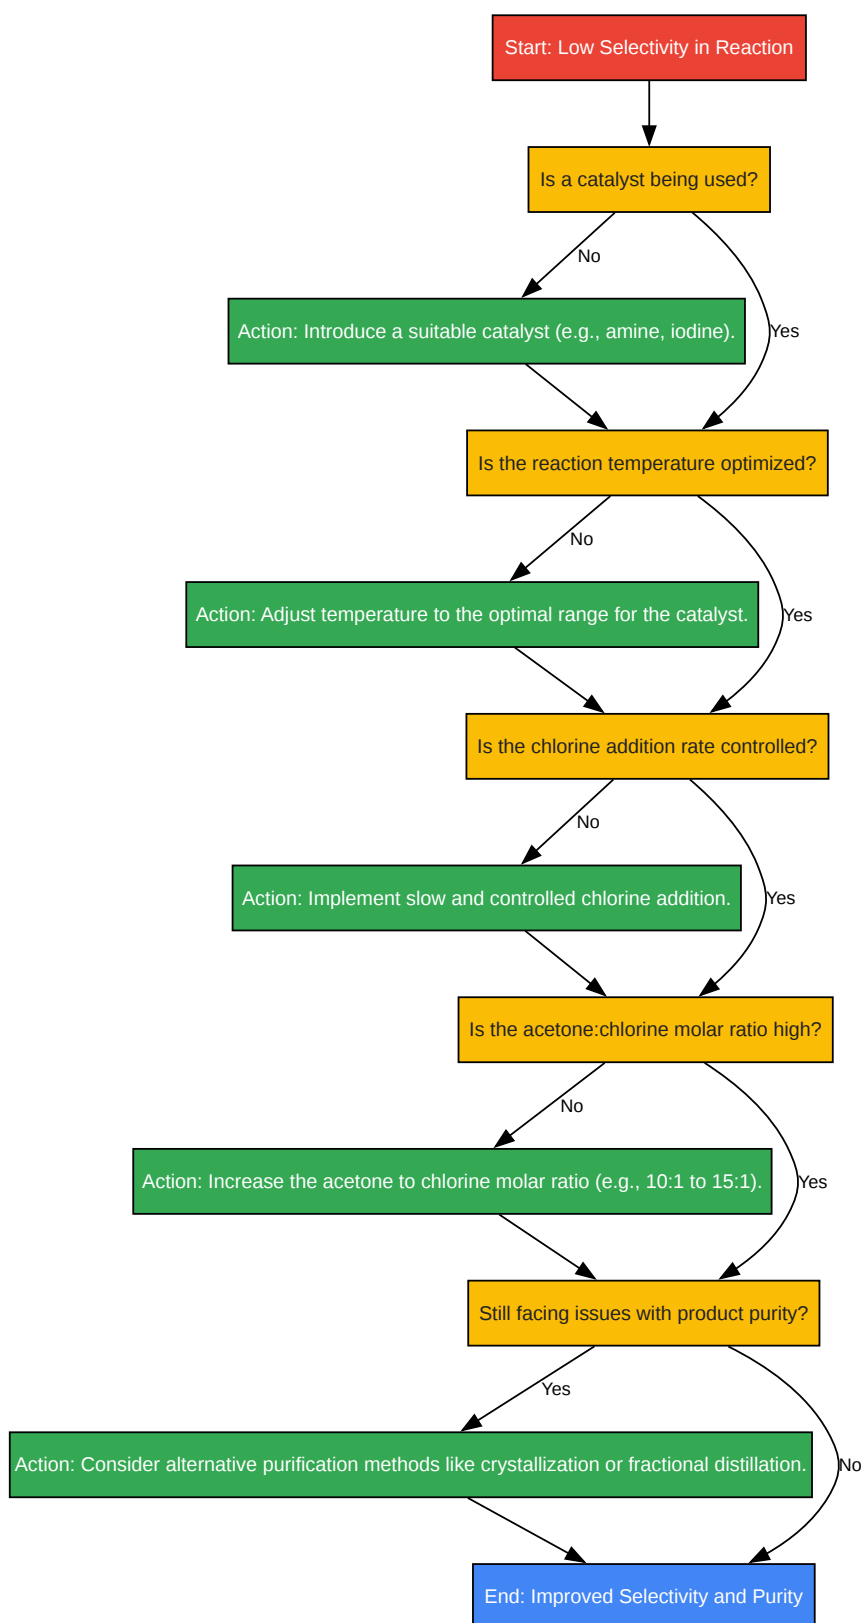 Start: Low Selectivity in Reaction
Is a catalyst being used?
No
Action: Introduce a suitable catalyst (e.g., amine, iodine).
Yes
Is the reaction temperature optimized?
No
Action: Adjust temperature to the optimal range for the catalyst.
Yes
Is the chlorine addition rate controlled?
No
Action: Implement slow and controlled chlorine addition.
Yes
Is the acetone:chlorine molar ratio high?
No
Action: Increase the acetone to chlorine molar ratio (e.g., 10:1 to 15:1).
Yes
Still facing issues with product purity?
Yes
Action: Consider alternative purification methods like crystallization or fractional distillation.
No
End: Improved Selectivity and Purity